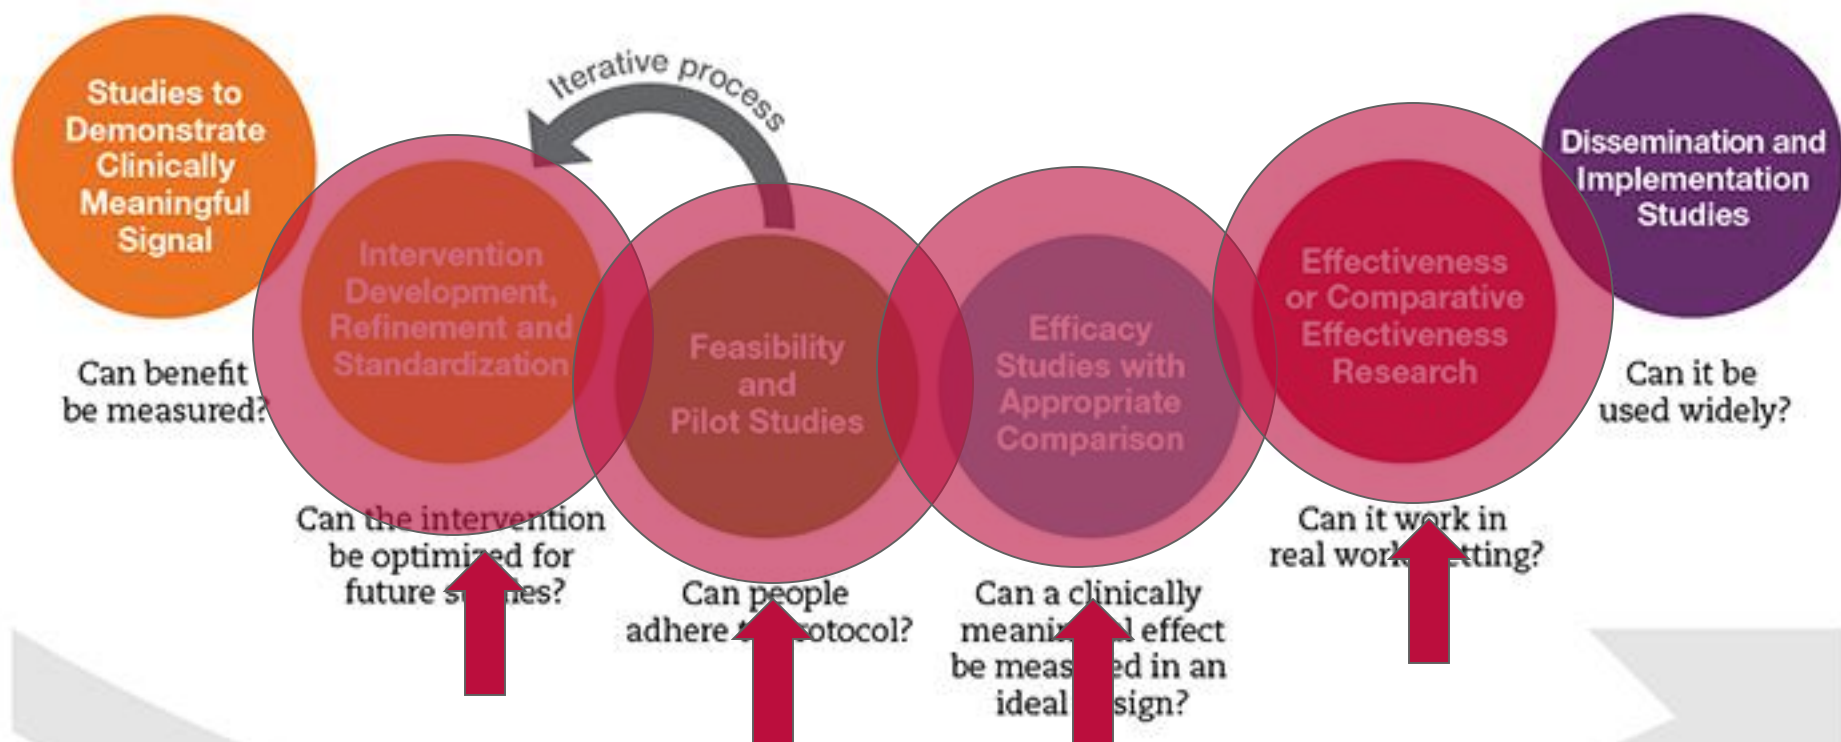 Studies to
Demonstrate
Clinically
Meaningful
Signal
Can benefit
be measured?
Iterative process
Intervention
Development,
Refinement and
Standardization
Can the intervention
be optimized for
future
Feasibility
and
Pilot Studies
Can people
adhere
Efficacy
Studies with
Appropriate
Comparison
Can a clinically
effect
be in an
ideal
Effectiveness
or Comparative
Effectiveness
Research
Can it work in
real
Dissemination and
Implementation
Studies
Can it be
used widely?